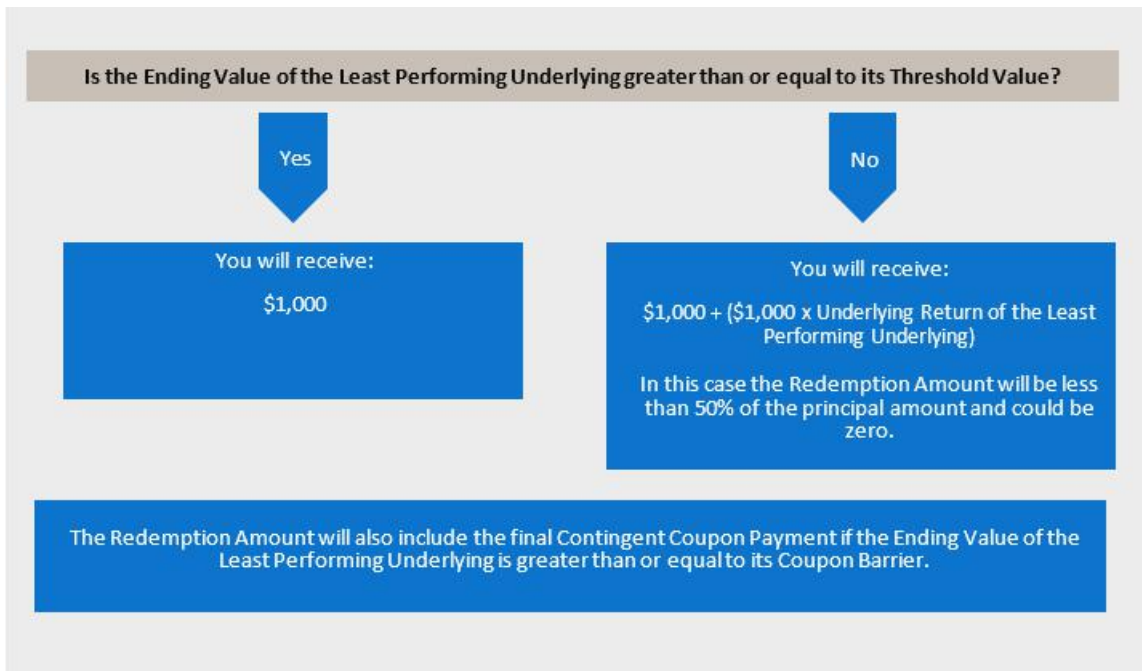 Is the Ending Value of the Least Performing Underlying greater than or equal to its Threshold Value?
Yes
No
You will receive:
$1,000
You will receive:
$1,000 + ($1,000 x Underlying Return of the Least
Performing Underlying)
In this case the Redemption Amount will be less
than 50% of the principal amount and could be
zero.
The Redemption Amount will also include the final Contingent Coupon Payment if the Ending Value of the
Least Performing Underlying is greater than or equal to its Coupon Barrier.